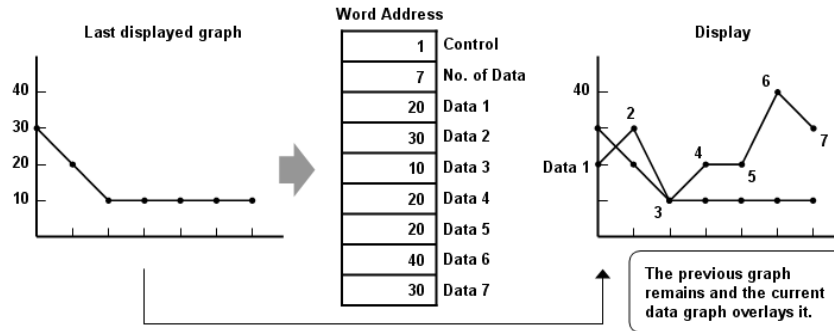 Word Address
Last displayed graph
40
30
20
10
1 Control
7 No. of Data
20 Data 1
30 Data 2
10 Data 3
20 Data 4
20 Data 5
40 Data 6
30 Data 7
Display
40
Data 1
2
3
4
5
6
7
The previous graph
remains and the current
data graph overlays it.